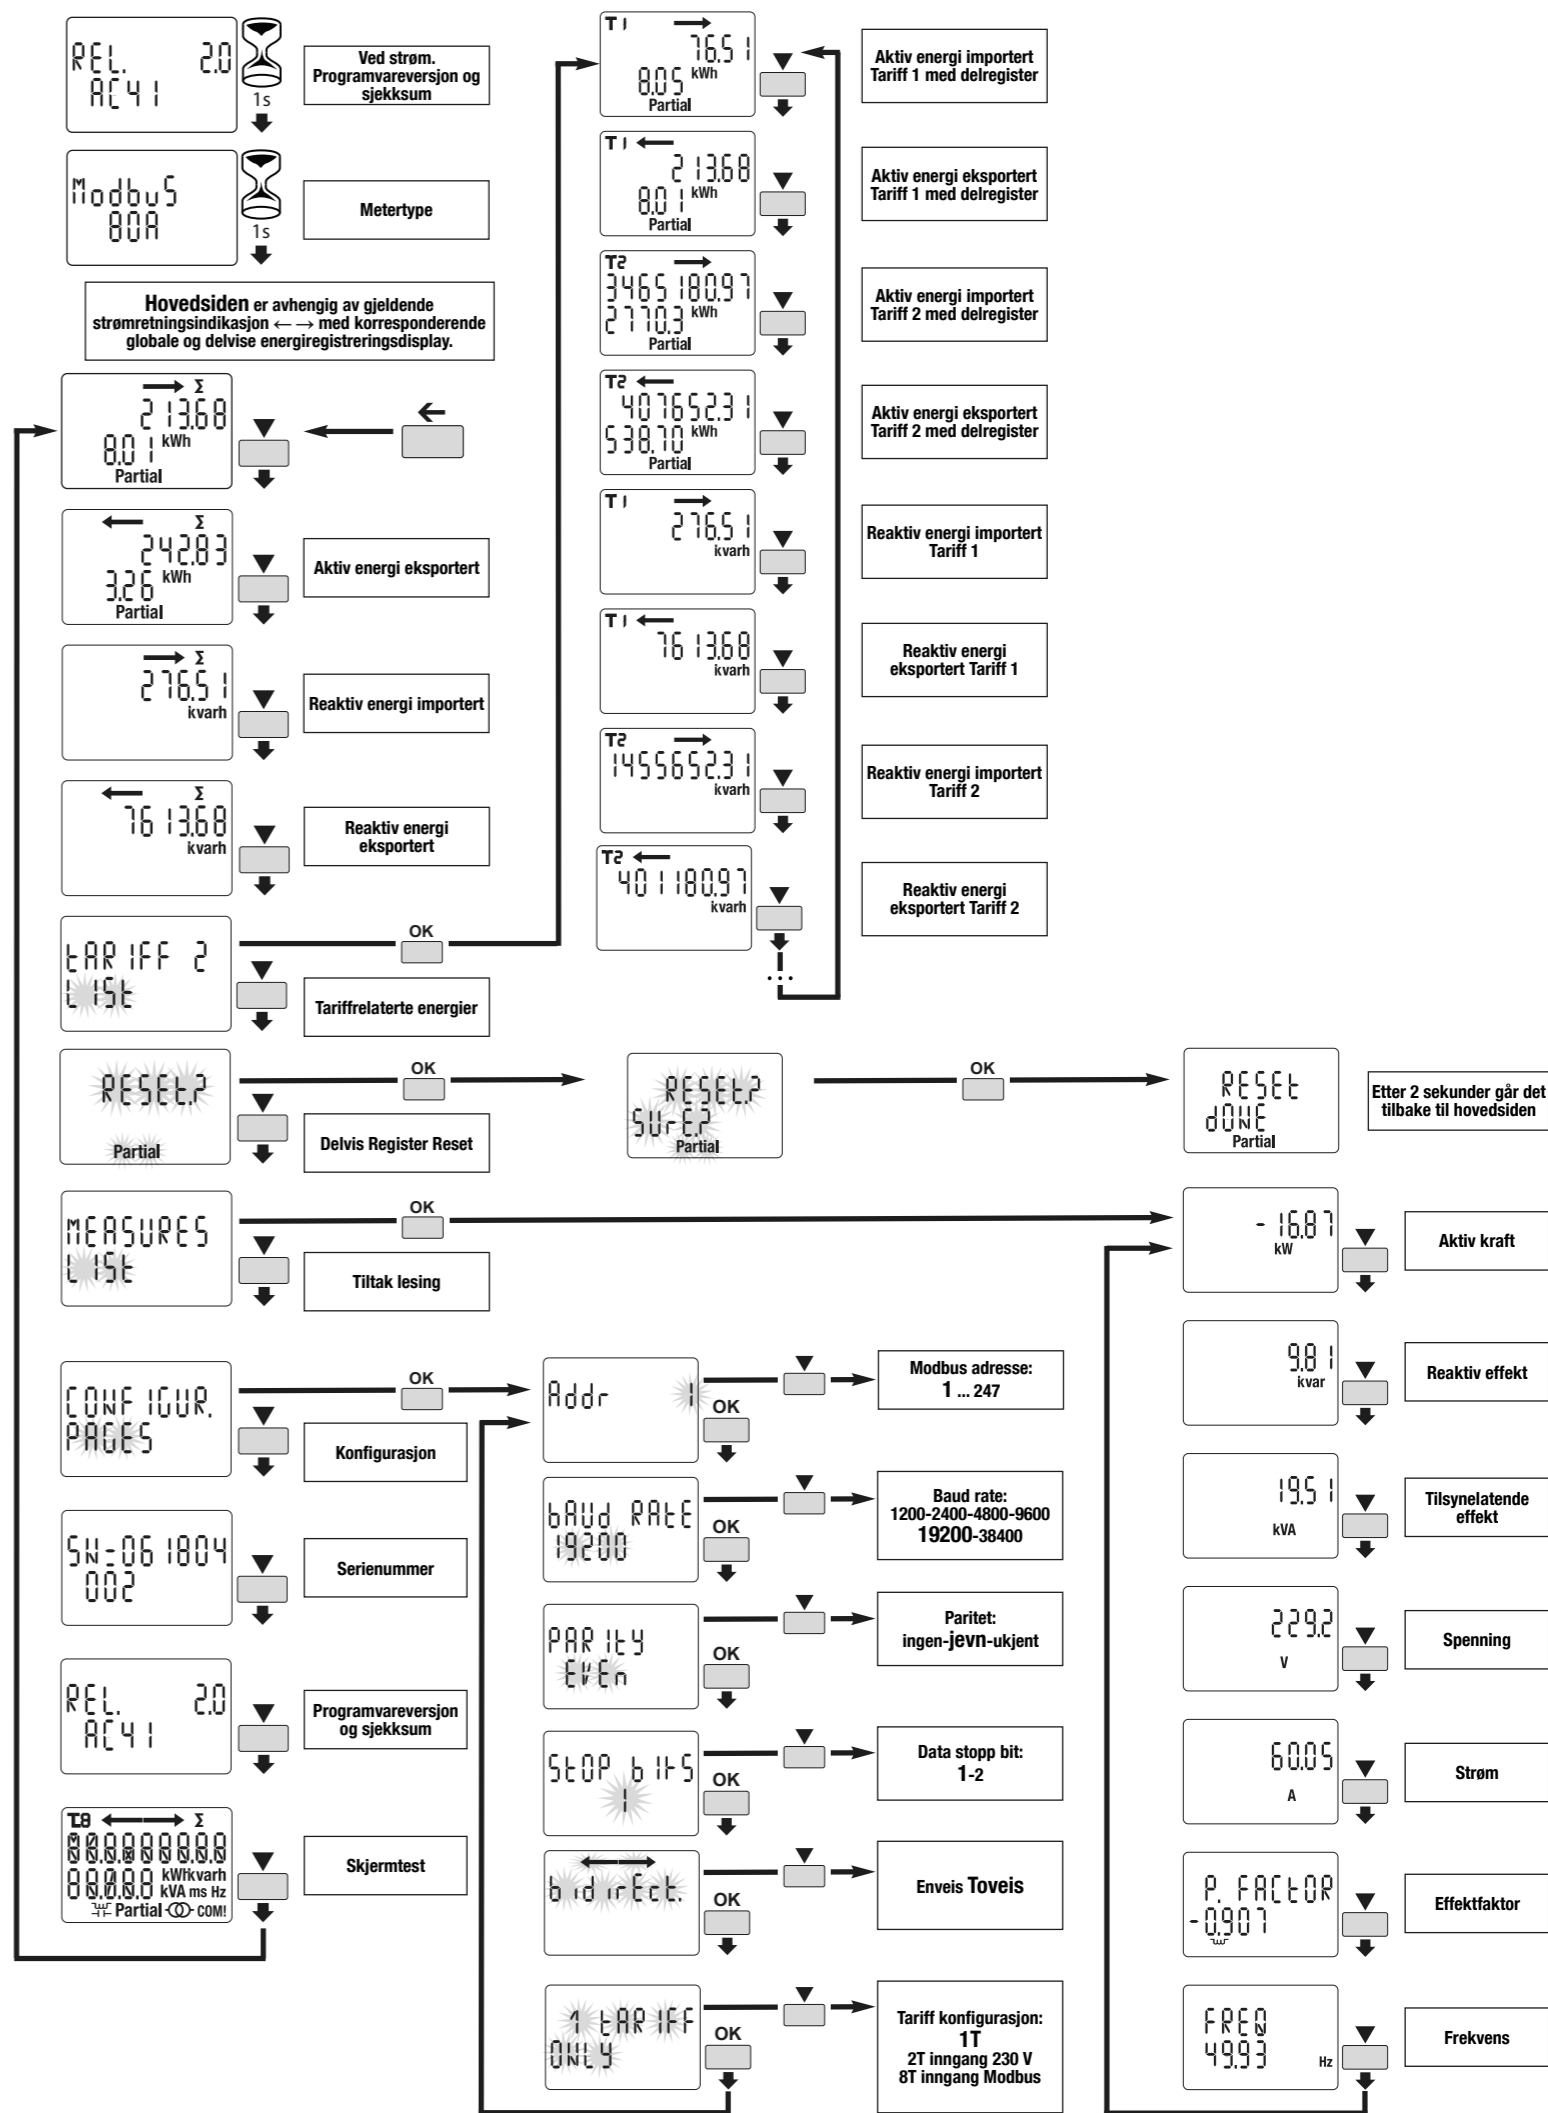 REL. 2.0
AC41
1s
Ved strøm.
Programvareversjon og
sjekksum
ModbuS
80A
1s
Metertype
Hovedsiden er avhengig av gjeldende
strømretningsindikasjon ←→ med korresponderende
globale og delvise energiregistreringsdisplay.
→ Σ
213.68
8.01 kWh
Partial
▼
←
← Σ
242.83
3.26 kWh
Partial
▼
Aktiv energi eksportert
→ Σ
276.51
kvarh
▼
Reaktiv energi importert
← Σ
7613.68
kvarh
▼
Reaktiv energi
eksportert
tARIFF 2
LISt
OK
▼
Tariffrelaterte energier
RESEt.?
Partial
OK
▼
Delvis Register Reset
RESEt.?
SUrE.?
Partial
OK
RESEt
dONE
Partial
Etter 2 sekunder går det
tilbake til hovedsiden
MEASURES
LISt
OK
▼
Tiltak lesing
CONFIGUR.
PAGES
OK
▼
Konfigurasjon
SN-061804
002
▼
Serienummer
REL. 2.0
AC41
▼
Programvareversjon
og sjekksum
T.8 ←→ Σ
kWhkvarh
kVA ms Hz
Partial COM!
▼
Skjermtest
T1 →
76.51
8.05 kWh
Partial
▼
Aktiv energi importert
Tariff 1 med delregister
T1 ←
213.68
8.01 kWh
Partial
▼
Aktiv energi eksportert
Tariff 1 med delregister
T2 →
3465180.97
2770.3 kWh
Partial
▼
Aktiv energi importert
Tariff 2 med delregister
T2 ←
407652.31
538.70 kWh
Partial
▼
Aktiv energi eksportert
Tariff 2 med delregister
T1 →
276.51
kvarh
▼
Reaktiv energi importert
Tariff 1
T1 ←
7613.68
kvarh
▼
Reaktiv energi
eksportert Tariff 1
T2 →
1455652.31
kvarh
▼
Reaktiv energi importert
Tariff 2
T2 ←
401180.97
kvarh
▼
Reaktiv energi
eksportert Tariff 2
...
Addr 1
OK
▼
Modbus adresse:
1 ... 247
bAUd RAtE
19200
OK
▼
Baud rate:
1200-2400-4800-9600
19200-38400
PARItY
EVEn
OK
▼
Paritet:
ingen-jevn-ukjent
StOP bItS
1
OK
▼
Data stopp bit:
1-2
←→
bidirEct.
OK
▼
Enveis Toveis
1 tARIFF
ONLY
OK
▼
Tariff konfigurasjon:
1T
2T inngang 230 V
8T inngang Modbus
-16.87
kW
▼
Aktiv kraft
9.81
kvar
▼
Reaktiv effekt
19.51
kVA
▼
Tilsynelatende
effekt
229.2
V
▼
Spenning
60.05
A
▼
Strøm
P. FACtOR
-0.907
▼
Effektfaktor
FREQ
49.93 Hz
▼
Frekvens